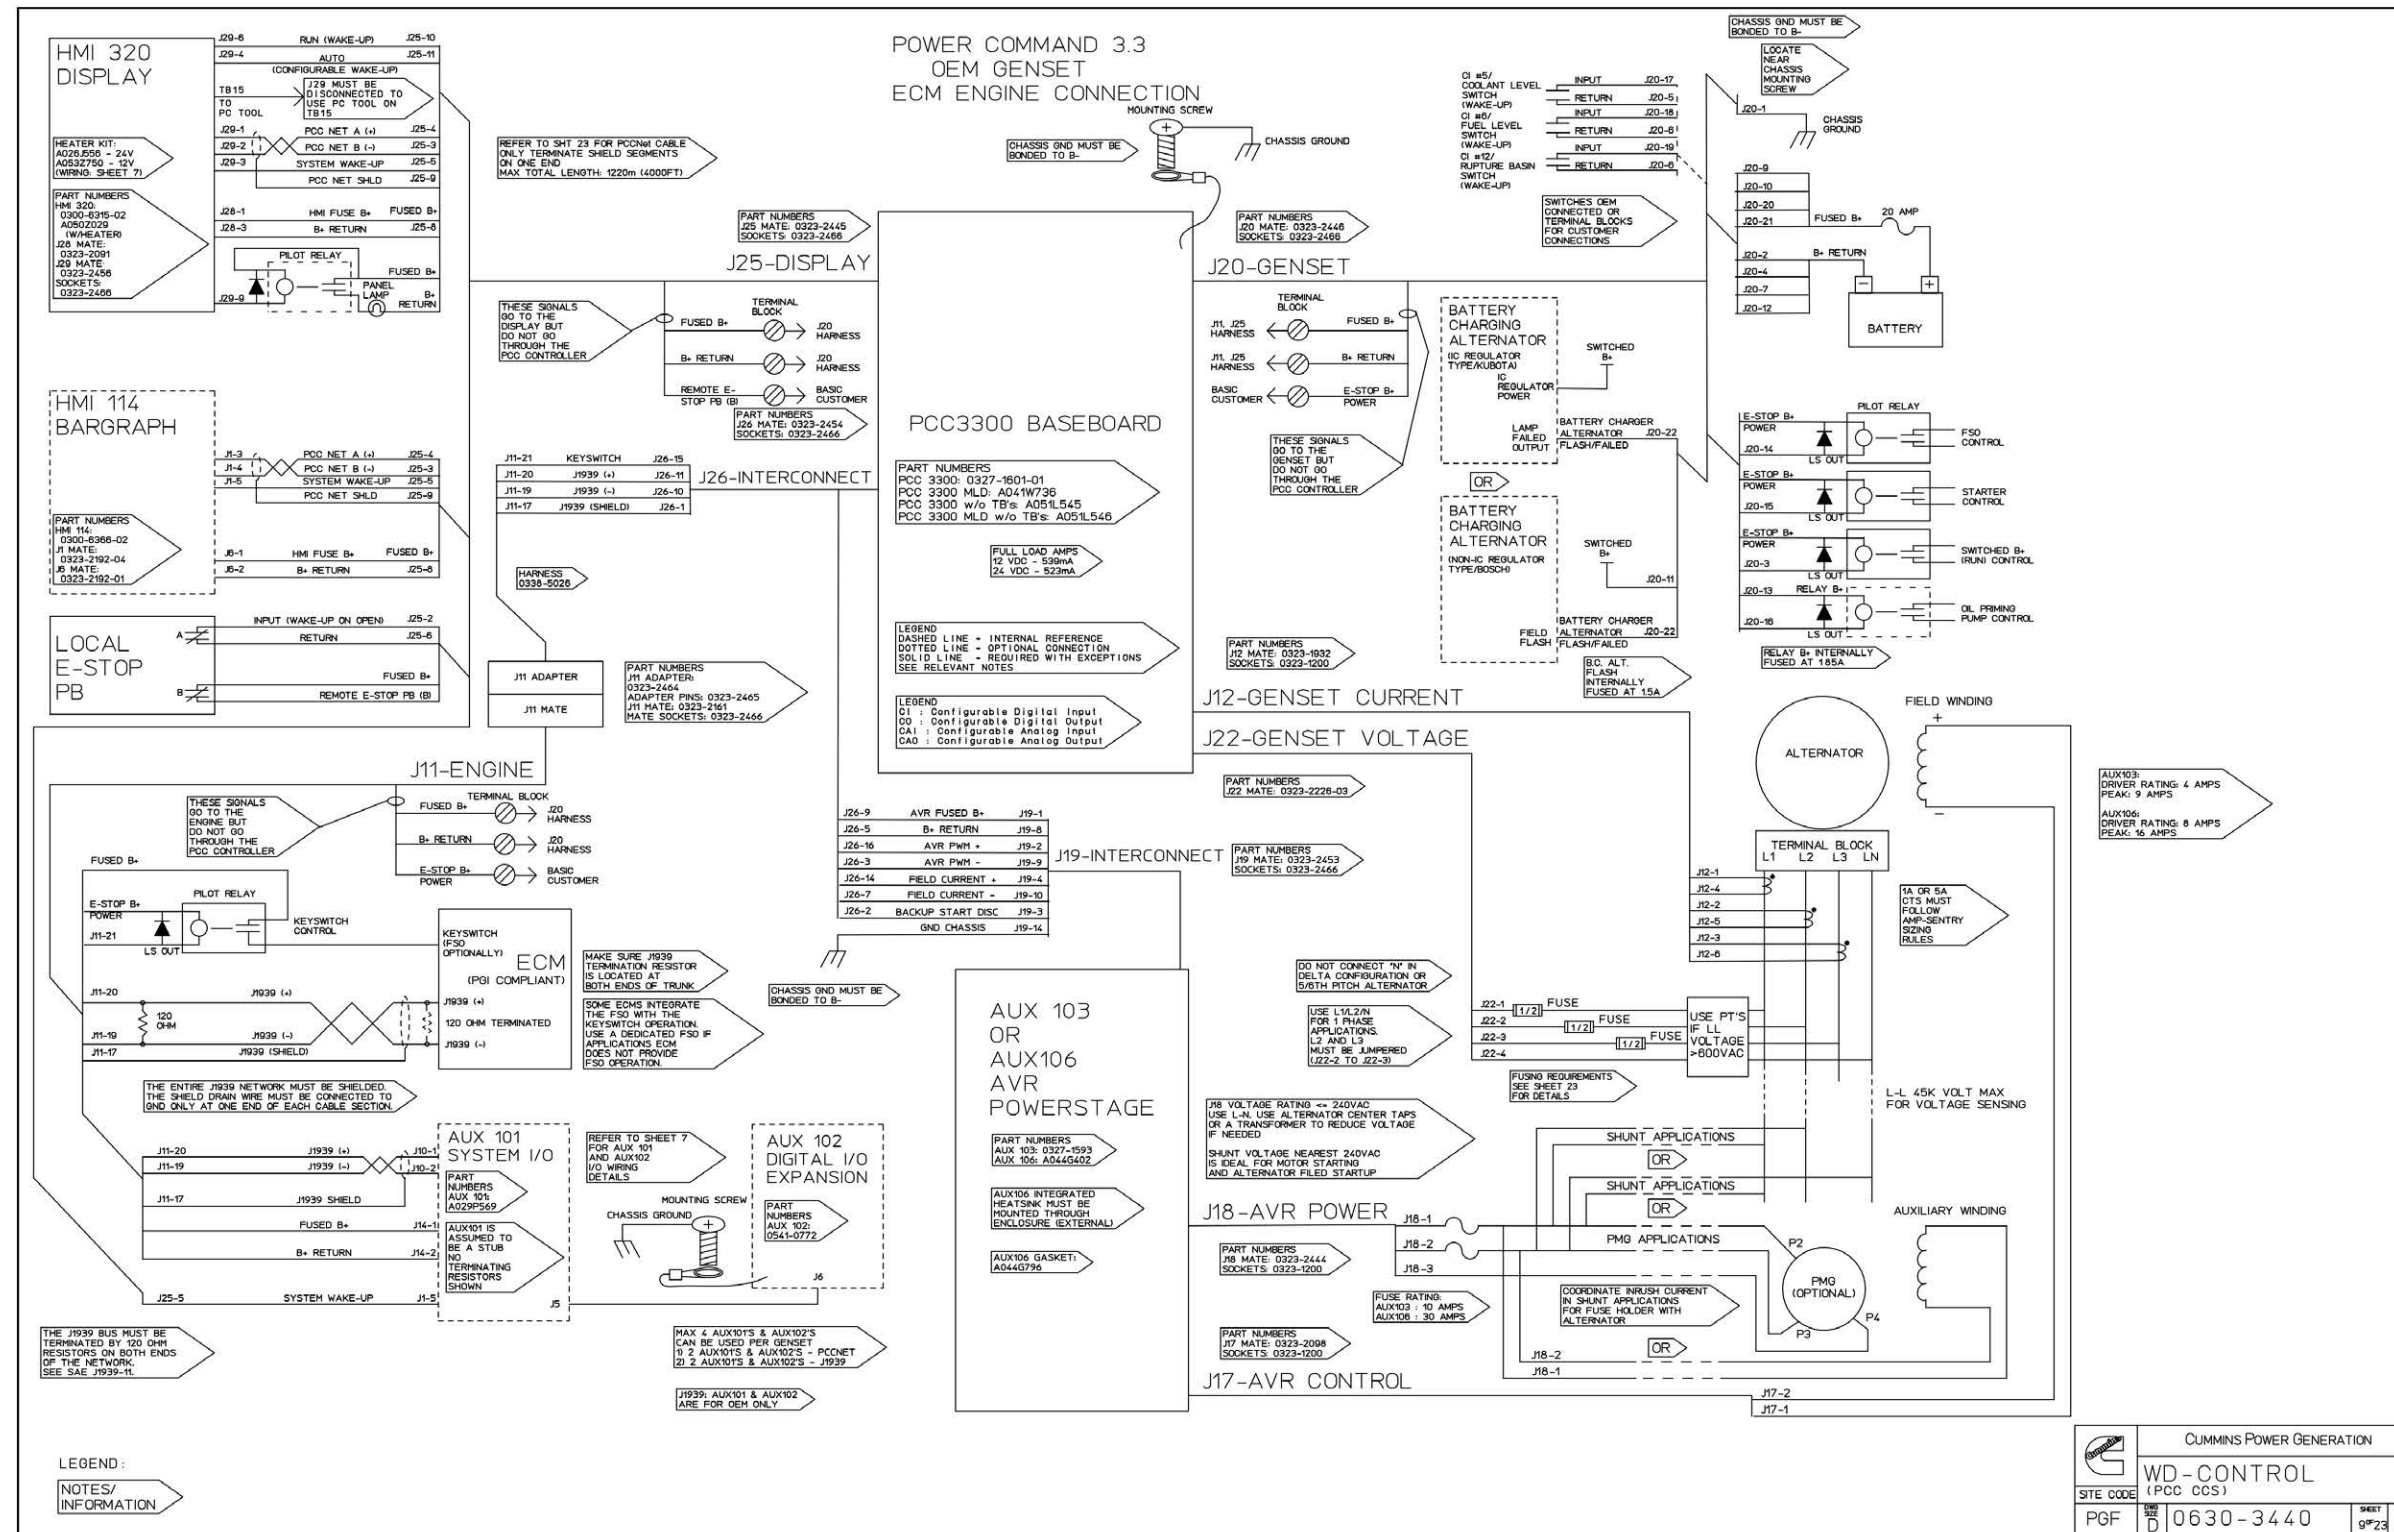 POWER COMMAND 3.3
OEM GENSET
ECM ENGINE CONNECTION
HMI 320
DISPLAY
J29-6 RUN (WAKE-UP) J25-10
J29-4 AUTO J25-11
(CONFIGURABLE WAKE-UP)
TB15
TO
PC TOOL
J29 MUST BE
DISCONNECTED TO
USE PC TOOL ON
TB15
J29-1 PCC NET A (+) J25-4
J29-2 PCC NET B (-) J25-3
J29-3 SYSTEM WAKE-UP J25-5
PCC NET SHLD J25-9
HEATER KIT:
A026J556 - 24V
A053Z750 - 12V
(WIRING: SHEET 7)
PART NUMBERS
HMI 320:
0300-6315-02
A050Z029
(W/HEATER)
J28 MATE:
0323-2091
J29 MATE:
0323-2456
SOCKETS:
0323-2466
J28-1 HMI FUSE B+ FUSED B+
J28-3 B+ RETURN J25-8
PILOT RELAY
FUSED B+
PANEL
LAMP
B+
RETURN
J29-9
REFER TO SHT 23 FOR PCCNet CABLE
ONLY TERMINATE SHIELD SEGMENTS
ON ONE END
MAX TOTAL LENGTH: 1220m (4000FT)
MOUNTING SCREW
CHASSIS GND MUST BE
BONDED TO B-
CHASSIS GROUND
PART NUMBERS
J25 MATE: 0323-2445
SOCKETS: 0323-2466
J25-DISPLAY
THESE SIGNALS
GO TO THE
DISPLAY BUT
DO NOT GO
THROUGH THE
PCC CONTROLLER
TERMINAL
BLOCK
FUSED B+ J20
HARNESS
B+ RETURN J20
HARNESS
REMOTE E-
STOP PB (B)
BASIC
CUSTOMER
PART NUMBERS
J26 MATE: 0323-2454
SOCKETS: 0323-2466
HMI 114
BARGRAPH
J1-3 PCC NET A (+) J25-4
J1-4 PCC NET B (-) J25-3
J1-5 SYSTEM WAKE-UP J25-5
PCC NET SHLD J25-9
PART NUMBERS
HMI 114:
0300-6366-02
J1 MATE:
0323-2192-04
J6 MATE:
0323-2192-01
J6-1 HMI FUSE B+ FUSED B+
J6-2 B+ RETURN J25-8
J11-21 KEYSWITCH J26-15
J11-20 J1939 (+) J26-11
J11-19 J1939 (-) J26-10
J11-17 J1939 (SHIELD) J26-1
J26-INTERCONNECT
HARNESS
0338-5026
LOCAL
E-STOP
PB
A
INPUT (WAKE-UP ON OPEN) J25-2
RETURN J25-6
FUSED B+
B
REMOTE E-STOP PB (B)
J11 ADAPTER
J11 MATE
PART NUMBERS
J11 ADAPTER:
0323-2464
ADAPTER PINS: 0323-2465
J11 MATE: 0323-2161
MATE SOCKETS: 0323-2466
PCC3300 BASEBOARD
PART NUMBERS
PCC 3300: 0327-1601-01
PCC 3300 MLD: A041W736
PCC 3300 w/o TB's: A051L545
PCC 3300 MLD w/o TB's: A051L546
FULL LOAD AMPS
12 VDC - 539mA
24 VDC - 523mA
LEGEND
DASHED LINE - INTERNAL REFERENCE
DOTTED LINE - OPTIONAL CONNECTION
SOLID LINE - REQUIRED WITH EXCEPTIONS
SEE RELEVANT NOTES
LEGEND
CI : Configurable Digital Input
CO : Configurable Digital Output
CAI : Configurable Analog Input
CAO : Configurable Analog Output
PART NUMBERS
J20 MATE: 0323-2446
SOCKETS: 0323-2466
J20-GENSET
TERMINAL
BLOCK
J11, J25
HARNESS
FUSED B+
J11, J25
HARNESS
B+ RETURN
BASIC
CUSTOMER
E-STOP B+
POWER
THESE SIGNALS
GO TO THE
GENSET BUT
DO NOT GO
THROUGH THE
PCC CONTROLLER
CI #5/
COOLANT LEVEL
SWITCH
(WAKE-UP)
INPUT J20-17
RETURN J20-5
CI #6/
FUEL LEVEL
SWITCH
(WAKE-UP)
INPUT J20-18
RETURN J20-6
CI #12/
RUPTURE BASIN
SWITCH
(WAKE-UP)
INPUT J20-19
RETURN J20-6
SWITCHES OEM
CONNECTED OR
TERMINAL BLOCKS
FOR CUSTOMER
CONNECTIONS
CHASSIS GND MUST BE
BONDED TO B-
LOCATE
NEAR
CHASSIS
MOUNTING
SCREW
J20-1
CHASSIS
GROUND
J20-9
J20-10
J20-20
J20-21
FUSED B+
20 AMP
J20-2
B+ RETURN
J20-4
J20-7
J20-12
- +
BATTERY
BATTERY
CHARGING
ALTERNATOR
(IC REGULATOR
TYPE/KUBOTA)
SWITCHED
B+
IC
REGULATOR
POWER
LAMP
FAILED
OUTPUT
BATTERY CHARGER
ALTERNATOR J20-22
FLASH/FAILED
OR
BATTERY
CHARGING
ALTERNATOR
(NON-IC REGULATOR
TYPE/BOSCH)
SWITCHED
B+
J20-11
FIELD
FLASH
BATTERY CHARGER
ALTERNATOR J20-22
FLASH/FAILED
B.C. ALT.
FLASH
INTERNALLY
FUSED AT 1.5A
E-STOP B+
POWER
PILOT RELAY
J20-14
LS OUT
FSO
CONTROL
E-STOP B+
POWER
J20-15
LS OUT
STARTER
CONTROL
E-STOP B+
POWER
J20-3
LS OUT
SWITCHED B+
(RUN) CONTROL
J20-13 RELAY B+
J20-16
LS OUT
OIL PRIMING
PUMP CONTROL
RELAY B+ INTERNALLY
FUSED AT 1.85A
PART NUMBERS
J12 MATE: 0323-1932
SOCKETS: 0323-1200
J12-GENSET CURRENT
J22-GENSET VOLTAGE
PART NUMBERS
J22 MATE: 0323-2226-03
ALTERNATOR
FIELD WINDING
+
-
AUX103:
DRIVER RATING: 4 AMPS
PEAK: 9 AMPS
AUX106:
DRIVER RATING: 8 AMPS
PEAK: 16 AMPS
TERMINAL BLOCK
L1 L2 L3 LN
J12-1
J12-4
J12-2
J12-5
J12-3
J12-6
1A OR 5A
CTS MUST
FOLLOW
AMP-SENTRY
SIZING
RULES
J11-ENGINE
THESE SIGNALS
GO TO THE
ENGINE BUT
DO NOT GO
THROUGH THE
PCC CONTROLLER
TERMINAL BLOCK
FUSED B+ J20
HARNESS
B+ RETURN J20
HARNESS
E-STOP B+
POWER
BASIC
CUSTOMER
FUSED B+
PILOT RELAY
E-STOP B+
POWER
J11-21
LS OUT
KEYSWITCH
CONTROL
KEYSWITCH
(FSO
OPTIONALLY)
ECM
(PGI COMPLIANT)
J11-20 J1939 (+) J1939 (+)
120
OHM
120 OHM TERMINATED
J11-19 J1939 (-) J1939 (-)
J11-17 J1939 (SHIELD)
MAKE SURE J1939
TERMINATION RESISTOR
IS LOCATED AT
BOTH ENDS OF TRUNK
SOME ECMS INTEGRATE
THE FSO WITH THE
KEYSWITCH OPERATION.
USE A DEDICATED FSO IF
APPLICATIONS ECM
DOES NOT PROVIDE
FSO OPERATION.
THE ENTIRE J1939 NETWORK MUST BE SHIELDED.
THE SHIELD DRAIN WIRE MUST BE CONNECTED TO
GND ONLY AT ONE END OF EACH CABLE SECTION.
J26-9 AVR FUSED B+ J19-1
J26-5 B+ RETURN J19-8
J26-16 AVR PWM + J19-2
J26-3 AVR PWM - J19-9
J26-14 FIELD CURRENT + J19-4
J26-7 FIELD CURRENT - J19-10
J26-2 BACKUP START DISC J19-3
GND CHASSIS J19-14
J19-INTERCONNECT
PART NUMBERS
J19 MATE: 0323-2453
SOCKETS: 0323-2466
CHASSIS GND MUST BE
BONDED TO B-
AUX 103
OR
AUX106
AVR
POWERSTAGE
PART NUMBERS
AUX 103: 0327-1593
AUX 106: A044G402
AUX106 INTEGRATED
HEATSINK MUST BE
MOUNTED THROUGH
ENCLOSURE (EXTERNAL)
AUX106 GASKET:
A044G796
DO NOT CONNECT "N" IN
DELTA CONFIGURATION OR
5/6TH PITCH ALTERNATOR
USE L1/L2/N
FOR 1 PHASE
APPLICATIONS.
L2 AND L3
MUST BE JUMPERED
(J22-2 TO J22-3)
J22-1 1/2 FUSE
J22-2 1/2 FUSE
J22-3 1/2 FUSE
J22-4
USE PT'S
IF LL
VOLTAGE
>600VAC
FUSING REQUIREMENTS
SEE SHEET 23
FOR DETAILS
L-L 45K VOLT MAX
FOR VOLTAGE SENSING
J18 VOLTAGE RATING <= 240VAC
USE L-N, USE ALTERNATOR CENTER TAPS
OR A TRANSFORMER TO REDUCE VOLTAGE
IF NEEDED
SHUNT VOLTAGE NEAREST 240VAC
IS IDEAL FOR MOTOR STARTING
AND ALTERNATOR FILED STARTUP
SHUNT APPLICATIONS
OR
SHUNT APPLICATIONS
OR
J18-AVR POWER
J18-1
J18-2
J18-3
PMG APPLICATIONS
PART NUMBERS
J18 MATE: 0323-2444
SOCKETS: 0323-1200
FUSE RATING:
AUX103 : 10 AMPS
AUX106 : 30 AMPS
COORDINATE INRUSH CURRENT
IN SHUNT APPLICATIONS
FOR FUSE HOLDER WITH
ALTERNATOR
P2
PMG
(OPTIONAL)
P3
P4
AUXILIARY WINDING
OR
J18-2
J18-1
PART NUMBERS
J17 MATE: 0323-2098
SOCKETS: 0323-1200
J17-AVR CONTROL
J17-2
J17-1
AUX 101
SYSTEM I/O
J11-20 J1939 (+) J10-1
J11-19 J1939 (-) J10-2
J11-17 J1939 SHIELD
FUSED B+ J14-1
B+ RETURN J14-2
J25-5 SYSTEM WAKE-UP J1-5
PART
NUMBERS
AUX 101:
A029P569
AUX101 IS
ASSUMED TO
BE A STUB
NO
TERMINATING
RESISTORS
SHOWN
J5
REFER TO SHEET 7
FOR AUX 101
AND AUX102
I/O WIRING
DETAILS
MOUNTING SCREW
CHASSIS GROUND
AUX 102
DIGITAL I/O
EXPANSION
PART
NUMBERS
AUX 102:
0541-0772
J6
THE J1939 BUS MUST BE
TERMINATED BY 120 OHM
RESISTORS ON BOTH ENDS
OF THE NETWORK.
SEE SAE J1939-11.
MAX 4 AUX101'S & AUX102'S
CAN BE USED PER GENSET
1) 2 AUX101'S & AUX102'S - PCCNET
2) 2 AUX101'S & AUX102'S - J1939
J1939: AUX101 & AUX102
ARE FOR OEM ONLY
LEGEND:
NOTES/
INFORMATION
Cummins
CUMMINS POWER GENERATION
WD-CONTROL
(PCC CCS)
SITE CODE
PGF
DWG
SIZE
D
0630-3440
SHEET
9 OF 23